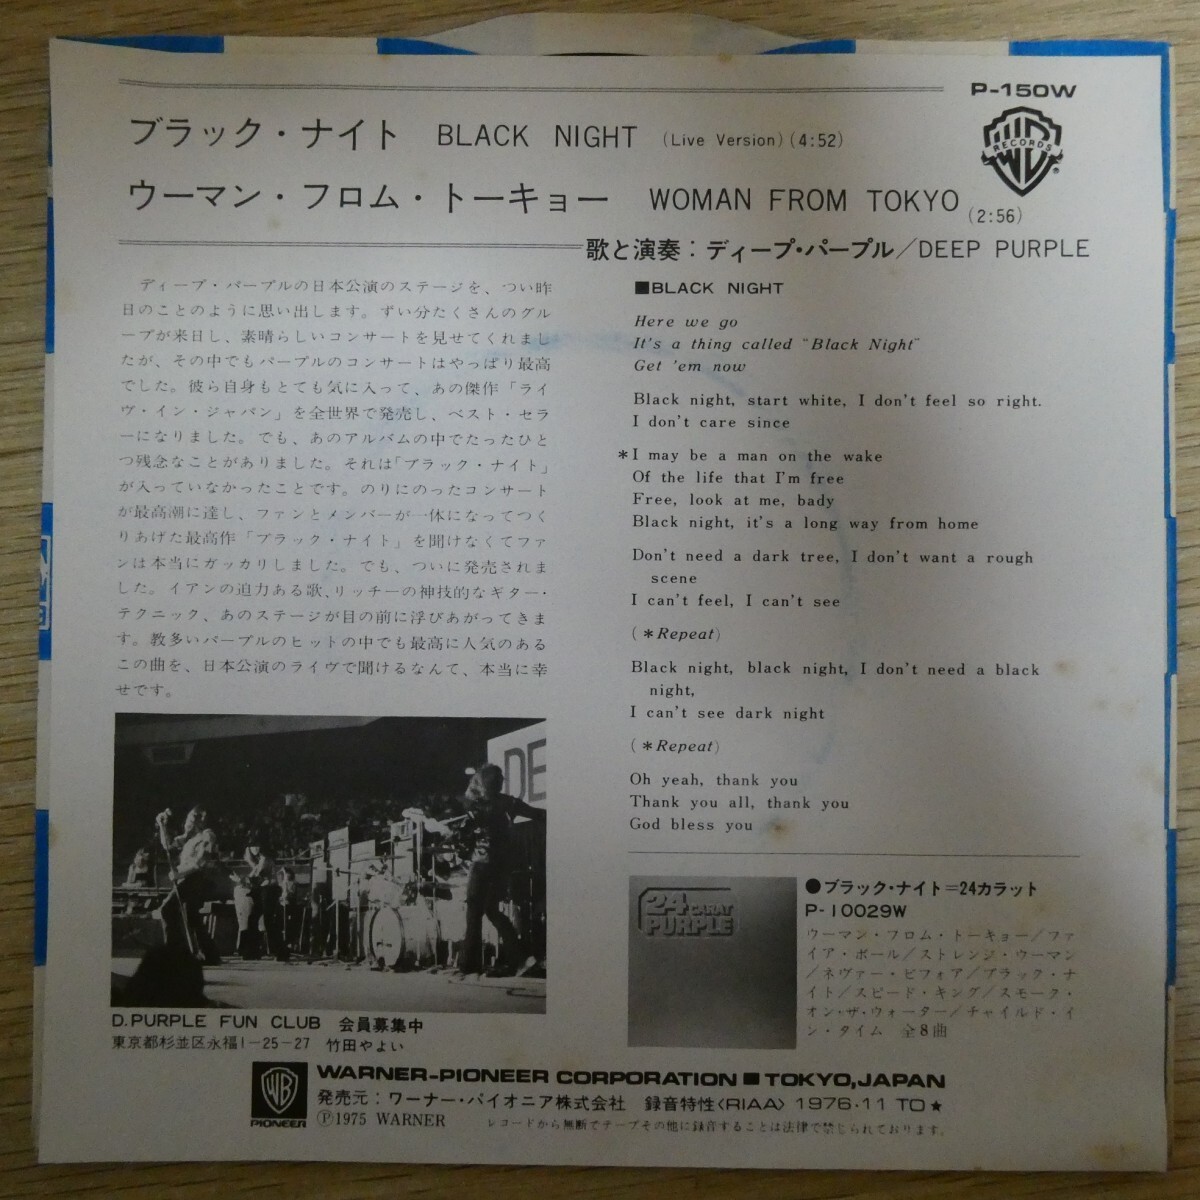 P-150W
ブラック・ナイト BLACK NIGHT (Live Version)(4:52)
WB RECORDS ®
ウーマン・フロム・トーキョー WOMAN FROM TOKYO (2:56)
歌と演奏:ディープ・パープル/DEEP PURPLE
ディープ・パープルの日本公演のステージを、つい昨
日のことのように思い出します。ずい分たくさんのグル
ープが来日し、素晴らしいコンサートを見せてくれまし
たが、その中でもパープルのコンサートはやっぱり最高
でした。彼ら自身もとても気に入って、あの傑作「ライ
ヴ・イン・ジャパン」を全世界で発売し、ベスト・セラ
ーになりました。でも、あのアルバムの中でたったひと
つ残念なことがありました。それは「ブラック・ナイト」
が入っていなかったことです。のりにのったコンサート
が最高潮に達し、ファンとメンバーが一体になってつく
りあげた最高作「ブラック・ナイト」を聞けなくてファ
ンは本当にガッカリしました。でも、ついに発売されま
した。イアンの迫力ある歌、リッチーの神技的なギター・
テクニック、あのステージが目の前に浮びあがってきま
す。数多いパープルのヒットの中でも最高に人気のある
この曲を、日本公演のライヴで聞けるなんて、本当に幸
せです。
■BLACK NIGHT
Here we go
It's a thing called "Black Night"
Get 'em now
Black night, start white, I don't feel so right.
I don't care since
*I may be a man on the wake
Of the life that I'm free
Free, look at me, bady
Black night, it's a long way from home
Don't need a dark tree, I don't want a rough
scene
I can't feel, I can't see
(*Repeat)
Black night, black night, I don't need a black
night,
I can't see dark night
(*Repeat)
Oh yeah, thank you
Thank you all, thank you
God bless you
DE
D.PURPLE FUN CLUB 会員募集中
東京都杉並区永福1-25-27 竹田やよい
24 CARAT
PURPLE
●ブラック・ナイト=24カラット
P-10029W
ウーマン・フロム・トーキョー/ファ
イア・ボール/ストレンジ・ウーマン
/ネヴァー・ビフォア/ブラック・ナ
イト/スピード・キング/スモーク・
オン・ザ・ウォーター/チャイルド・イ
ン・タイム 全8曲
WB PIONEER
WARNER-PIONEER CORPORATION ■ TOKYO,JAPAN
発売元:ワーナー・パイオニア株式会社 録音特性〈RIAA〉1976・11 TO★
Ⓟ1975 WARNER レコードから無断でテープその他に録音することは法律で禁じられております。